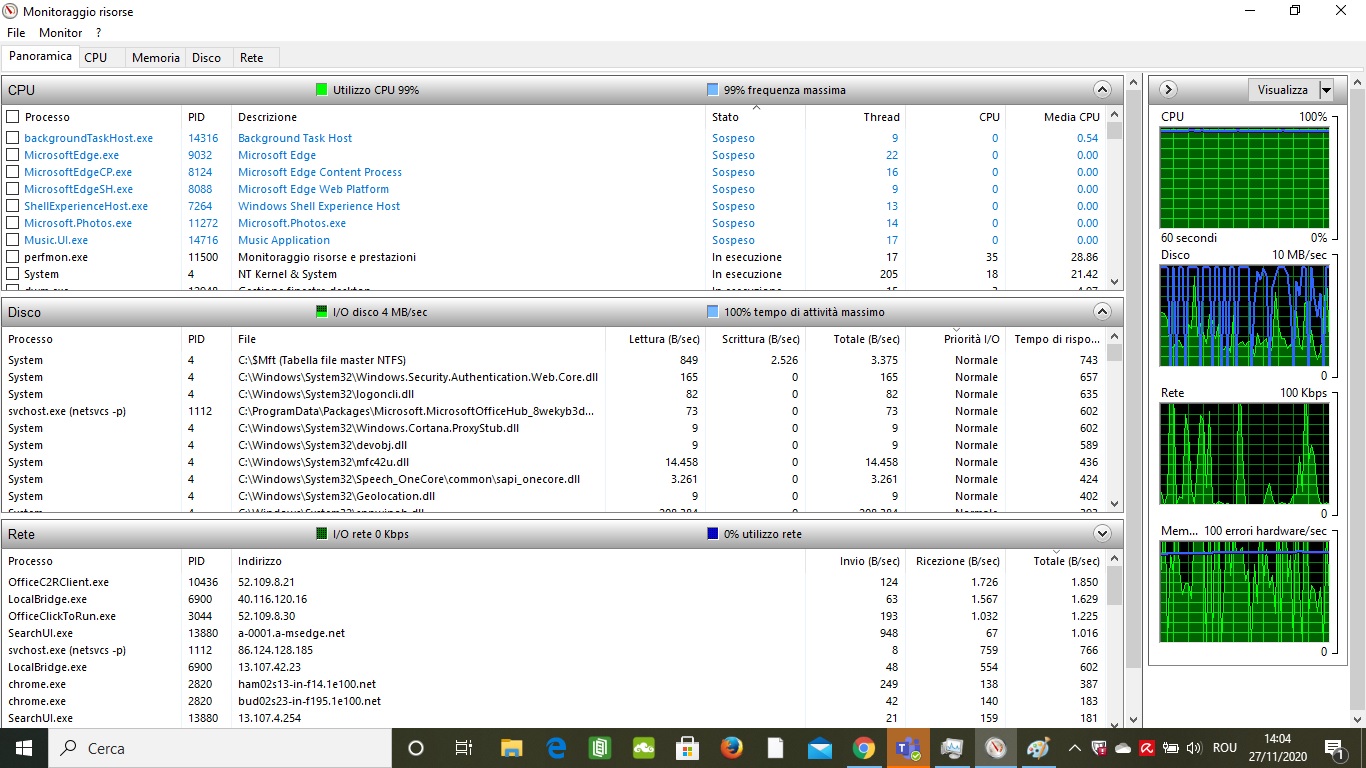 Monitoraggio risorse
File Monitor ?
Panoramica CPU Memoria Disco Rete
CPU Utilizzo CPU 99% 99% frequenza massima
Processo PID Descrizione Stato Thread CPU Media CPU
backgroundTaskHost.exe 14316 Background Task Host Sospeso 9 0 0.54
MicrosoftEdge.exe 9032 Microsoft Edge Sospeso 22 0 0.00
MicrosoftEdgeCP.exe 8124 Microsoft Edge Content Process Sospeso 16 0 0.00
MicrosoftEdgeSH.exe 8088 Microsoft Edge Web Platform Sospeso 9 0 0.00
ShellExperienceHost.exe 7264 Windows Shell Experience Host Sospeso 13 0 0.00
Microsoft.Photos.exe 11272 Microsoft.Photos.exe Sospeso 14 0 0.00
Music.UI.exe 14716 Music Application Sospeso 17 0 0.00
perfmon.exe 11500 Monitoraggio risorse e prestazioni In esecuzione 17 35 28.86
System 4 NT Kernel & System In esecuzione 205 18 21.42
Disco I/O disco 4 MB/sec 100% tempo di attività massimo
Processo PID File Lettura (B/sec) Scrittura (B/sec) Totale (B/sec) Priorità I/O Tempo di rispo...
System 4 C:\$Mft (Tabella file master NTFS) 849 2.526 3.375 Normale 743
System 4 C:\Windows\System32\Windows.Security.Authentication.Web.Core.dll 165 0 165 Normale 657
System 4 C:\Windows\System32\logoncli.dll 82 0 82 Normale 635
svchost.exe (netsvcs -p) 1112 C:\ProgramData\Packages\Microsoft.MicrosoftOfficeHub_8wekyb3d... 73 0 73 Normale 602
System 4 C:\Windows\System32\Windows.Cortana.ProxyStub.dll 9 0 9 Normale 602
System 4 C:\Windows\System32\devobj.dll 9 0 9 Normale 589
System 4 C:\Windows\System32\mfc42u.dll 14.458 0 14.458 Normale 436
System 4 C:\Windows\System32\Speech_OneCore\common\sapi_onecore.dll 3.261 0 3.261 Normale 424
System 4 C:\Windows\System32\Geolocation.dll 9 0 9 Normale 402
Rete I/O rete 0 Kbps 0% utilizzo rete
Processo PID Indirizzo Invio (B/sec) Ricezione (B/sec) Totale (B/sec)
OfficeC2RClient.exe 10436 52.109.8.21 124 1.726 1.850
LocalBridge.exe 6900 40.116.120.16 63 1.567 1.629
OfficeClickToRun.exe 3044 52.109.8.30 193 1.032 1.225
SearchUI.exe 13880 a-0001.a-msedge.net 948 67 1.016
svchost.exe (netsvcs -p) 1112 86.124.128.185 8 759 766
LocalBridge.exe 6900 13.107.42.23 48 554 602
chrome.exe 2820 ham02s13-in-f14.1e100.net 249 138 387
chrome.exe 2820 bud02s23-in-f195.1e100.net 42 140 183
SearchUI.exe 13880 13.107.4.254 21 159 181
Visualizza
CPU 100%
60 secondi 0%
Disco 10 MB/sec
0
Rete 100 Kbps
0
Mem... 100 errori hardware/sec
0
Cerca
ROU
14:04
27/11/2020
1